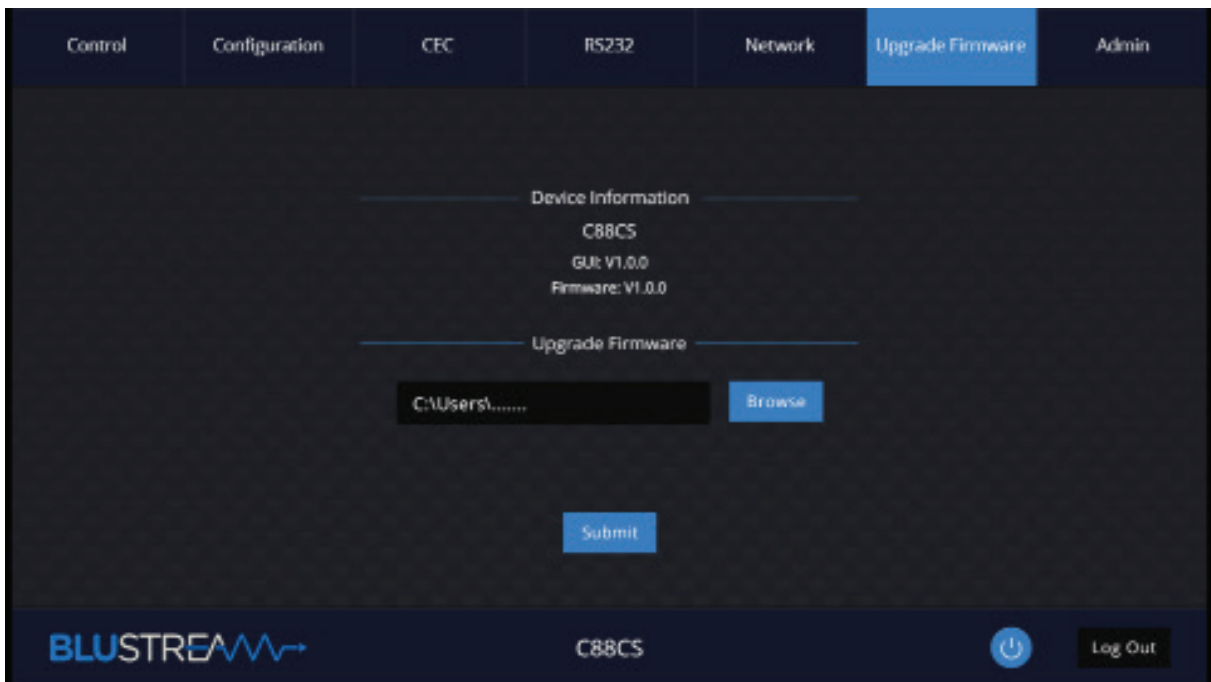 Control Configuration CEC RS232 Network Upgrade Firmware Admin
Device Information
C88CS
GUI: V1.0.0
Firmware: V1.0.0
Upgrade Firmware
C:\Users\....... Browse
Submit
BLUSTREAM C88CS Log Out